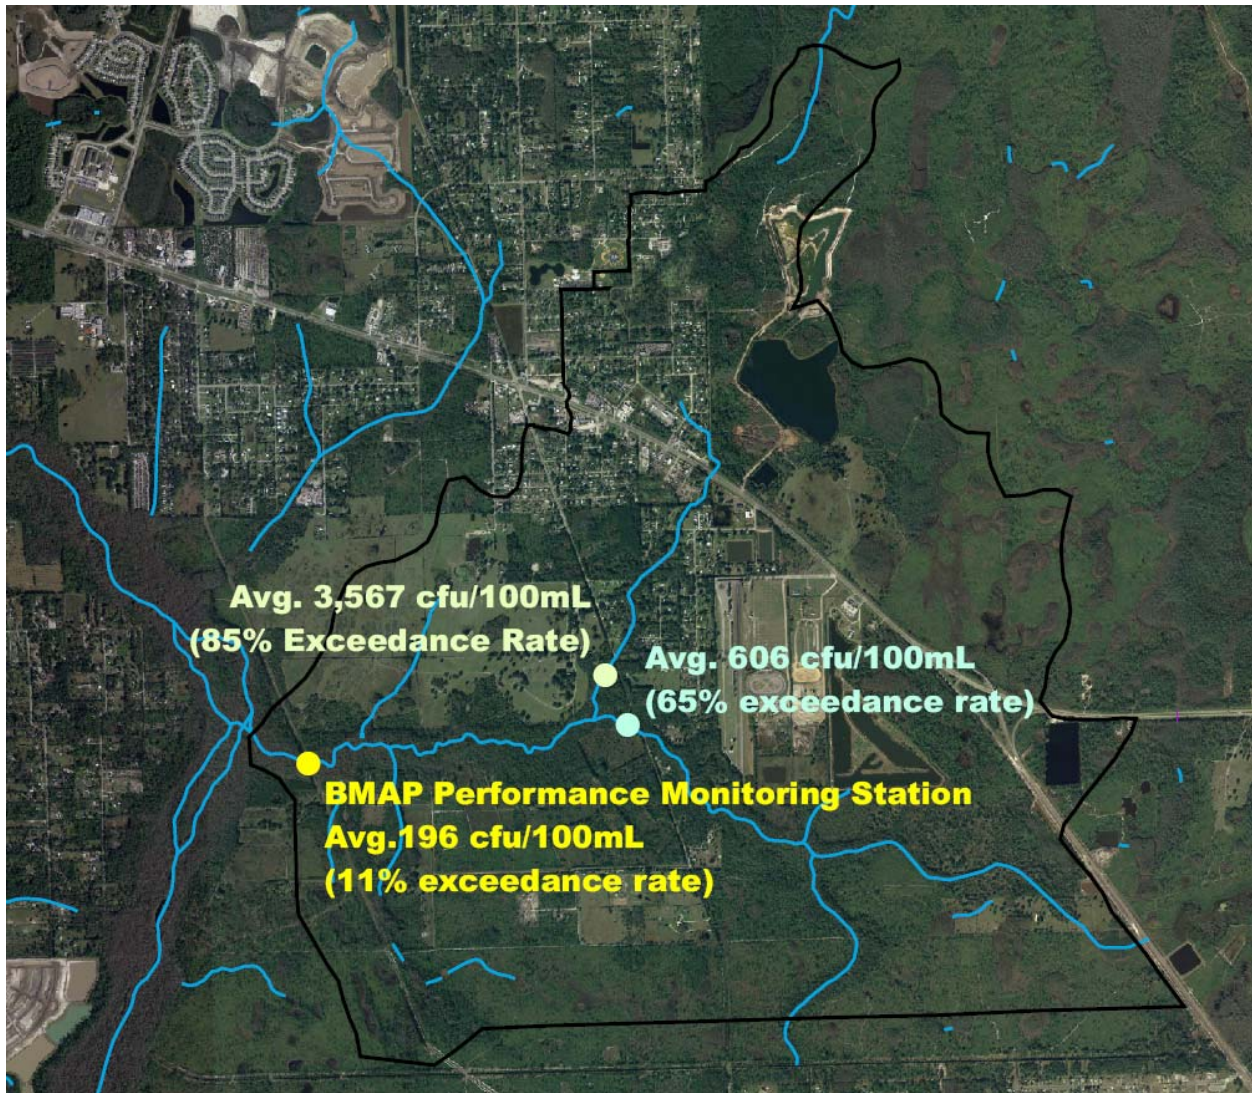 Avg. 3,567 cfu/100mL
(85% Exceedance Rate)
Avg. 606 cfu/100mL
(65% exceedance rate)
BMAP Performance Monitoring Station
Avg.196 cfu/100mL
(11% exceedance rate)